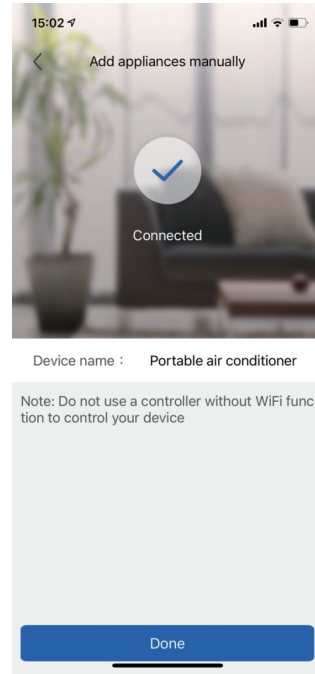 15:02
Add appliances manually
Connected
Device name： Portable air conditioner
Note: Do not use a controller without WiFi func
tion to control your device
Done